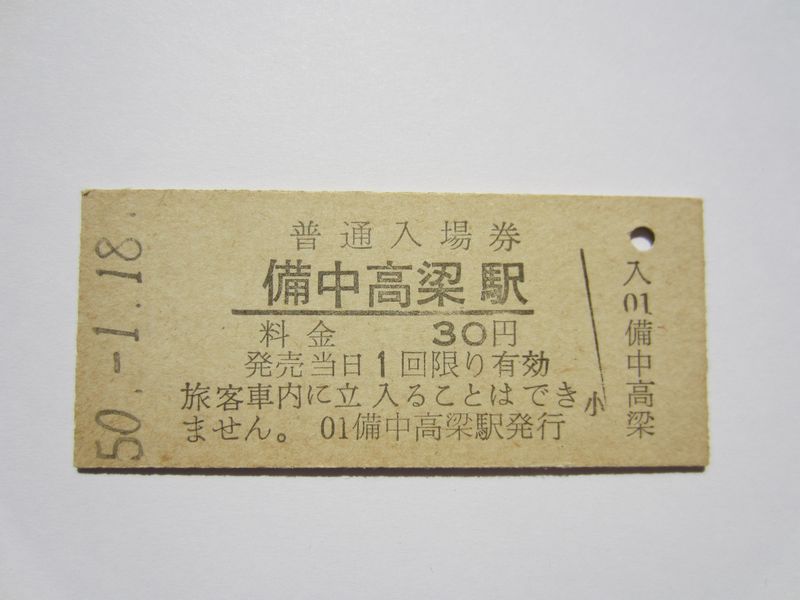 普通入場券
備中高梁駅
料金 30円
発売当日1回限り有効
旅客車内に立入ることはでき
ません。 01備中高梁駅発行
小
入01備中高梁
50.-1.18.